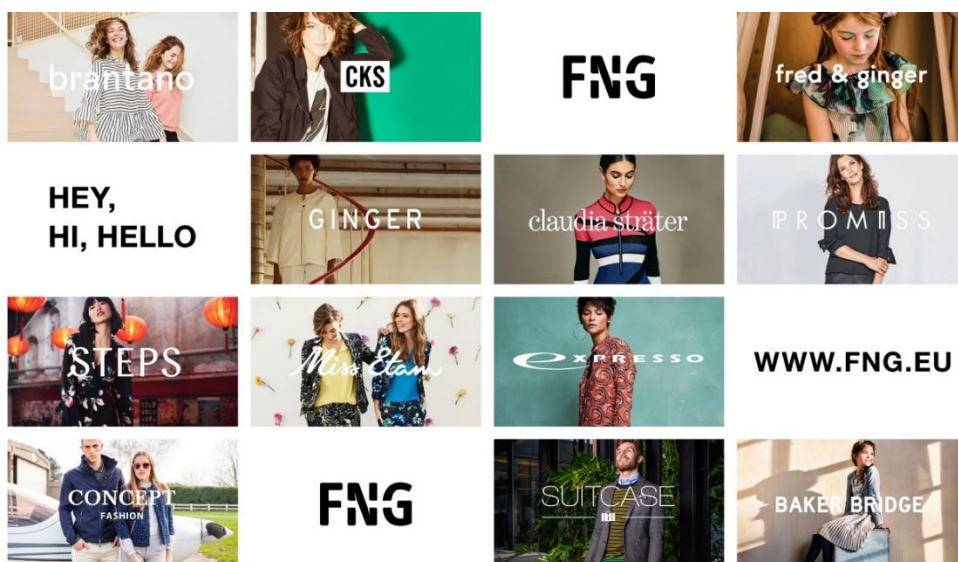 brantano
CKS
FNG
fred & ginger
HEY,
HI, HELLO
GINGER
claudia sträter
PROMISS
STEPS
Miss Etam
EXPRESSO
WWW.FNG.EU
CONCEPT
FASHION
FNG
SUITCASE
BAKER BRIDGE